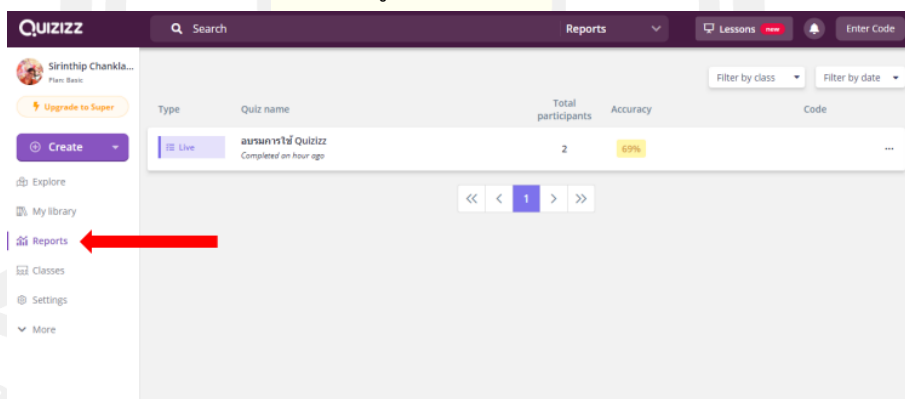 Quizizz
Search
Reports
Lessons new
Enter Code
Sirinthip Chankla...
Plan: Basic
Upgrade to Super
Create
Explore
My library
Reports
Classes
Settings
More
Filter by class
Filter by date
Type Quiz name Total participants Accuracy Code
Live อบรมการใช้ Quizizz 2 69% ...
Completed an hour ago
1